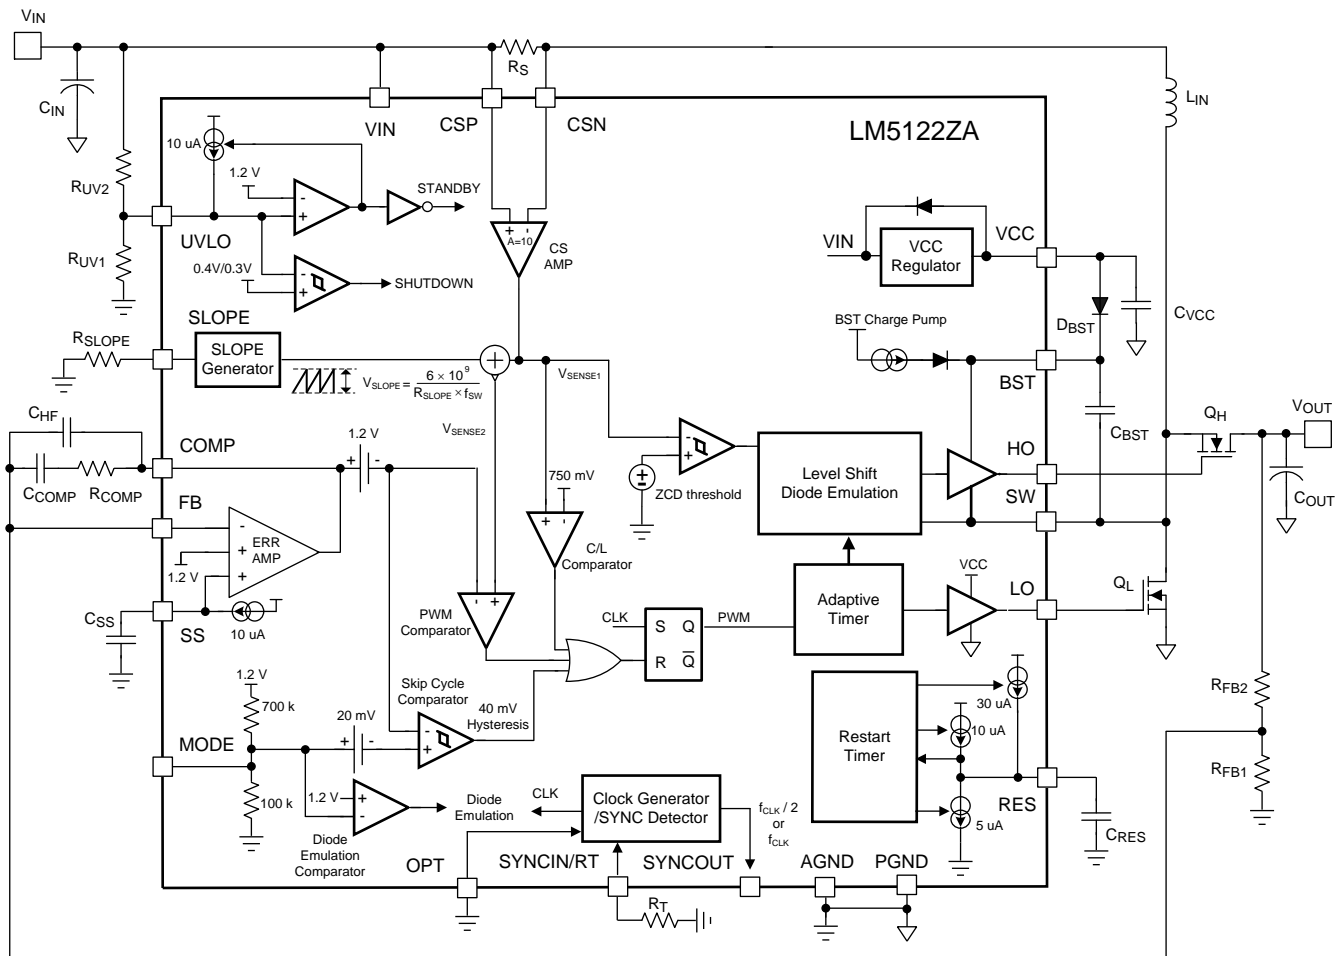 VIN
RS
CIN
LIN
VIN
CSP
CSN
LM5122ZA
10 uA
1.2 V
STANDBY
RUV2
UVLO
A=10
CS
AMP
VIN
VCC
Regulator
VCC
RUV1
0.4V/0.3V
SHUTDOWN
SLOPE
RSLOPE
SLOPE
Generator
VSLOPE = 6 × 10^9 / RSLOPE × fSW
VSENSE1
VSENSE2
BST Charge Pump
DBST
CVCC
BST
CBST
QH
VOUT
CHF
COMP
1.2 V
CCOMP
RCOMP
FB
750 mV
ZCD threshold
Level Shift
Diode Emulation
HO
SW
COUT
ERR
AMP
1.2 V
C/L
Comparator
VCC
LO
QL
CSS
SS
10 uA
PWM
Comparator
CLK
S
Q
R
Q̅
PWM
Adaptive
Timer
1.2 V
700 k
MODE
20 mV
Skip Cycle
Comparator
40 mV
Hysteresis
30 uA
10 uA
Restart
Timer
5 uA
RES
CRES
RFB2
RFB1
100 k
1.2 V
Diode
Emulation
Comparator
Diode
Emulation
CLK
Clock Generator
/SYNC Detector
fCLK / 2
or
fCLK
OPT
SYNCIN/RT
SYNCOUT
AGND
PGND
RT